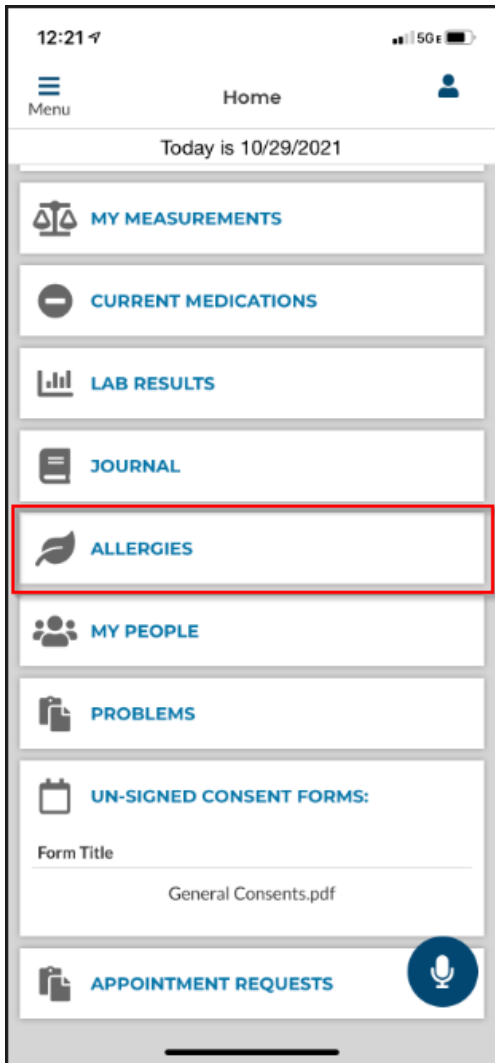 12:21
5G E
Menu
Home
Today is 10/29/2021
MY MEASUREMENTS
CURRENT MEDICATIONS
LAB RESULTS
JOURNAL
ALLERGIES
MY PEOPLE
PROBLEMS
UN-SIGNED CONSENT FORMS:
Form Title
General Consents.pdf
APPOINTMENT REQUESTS